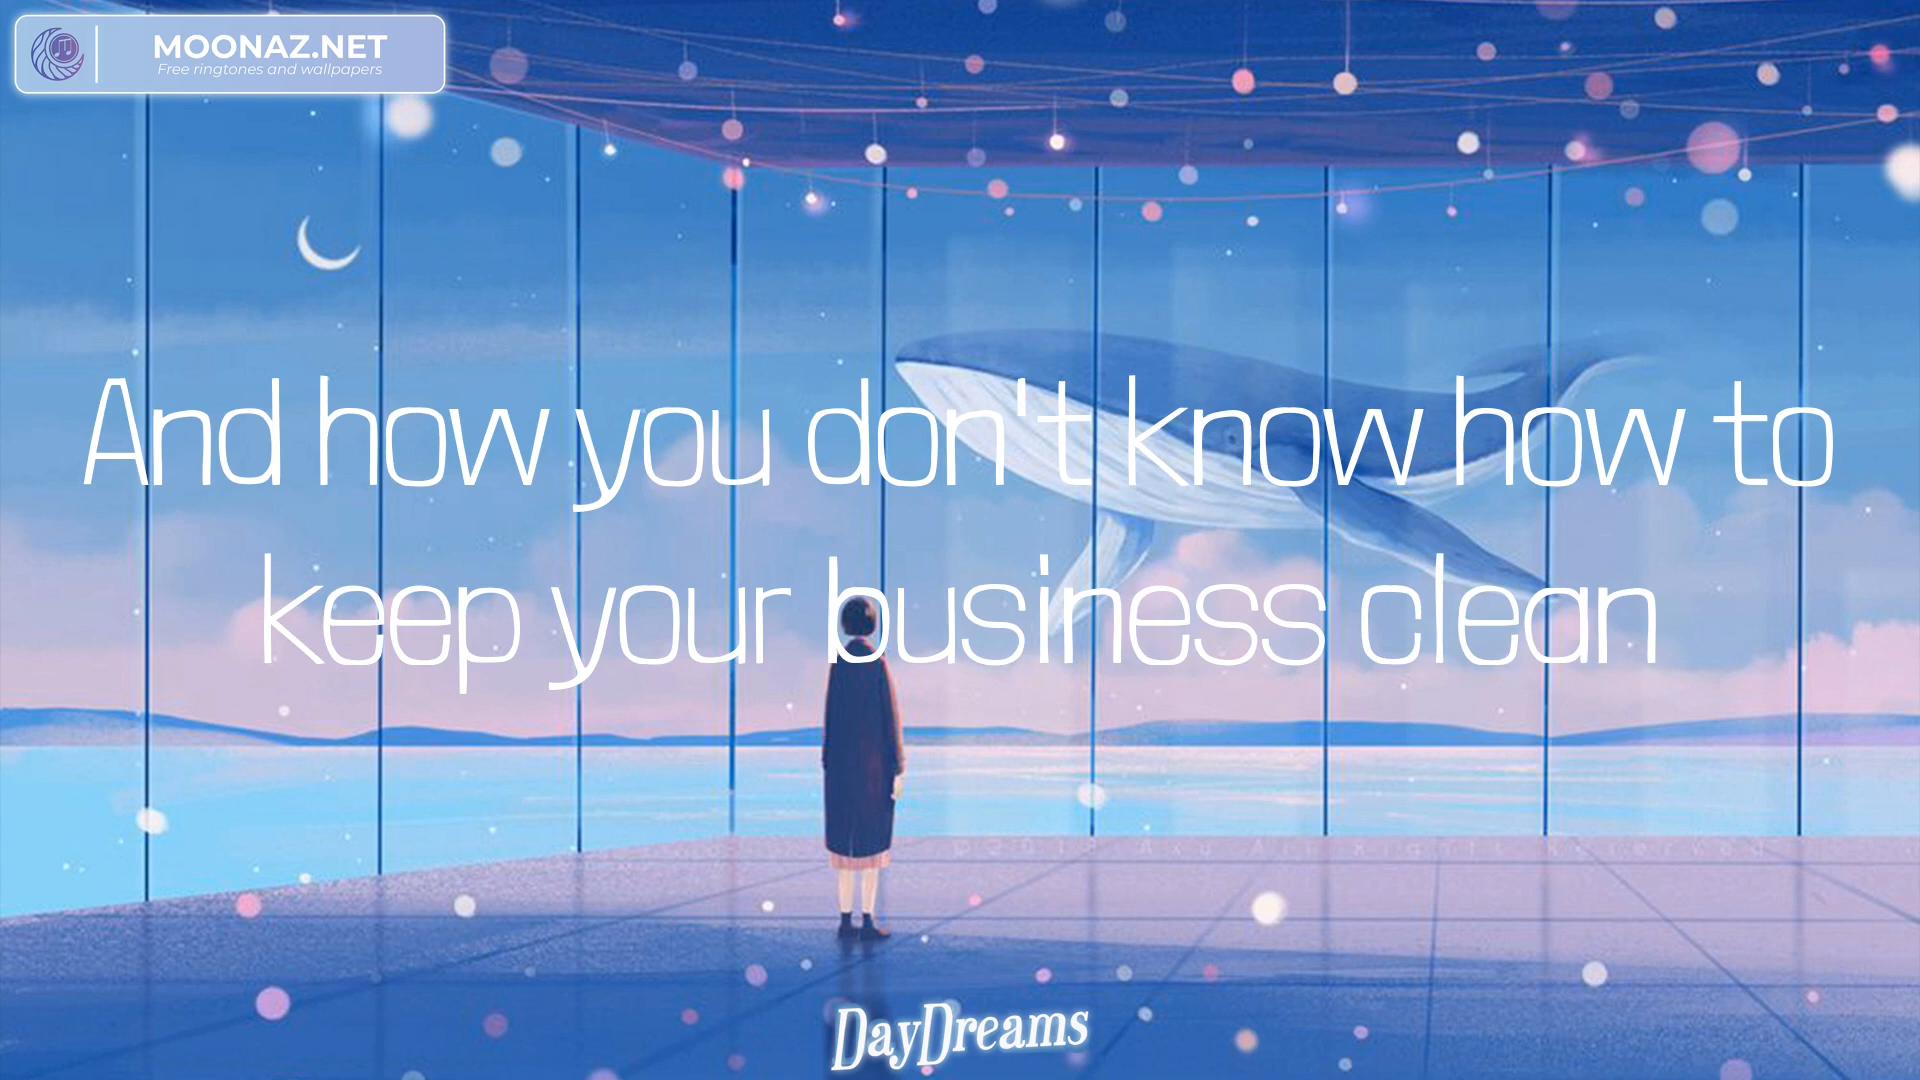 MOONAZ.NET
Free ringtones and wallpapers
And how you don't know how to
keep your business clean
DayDreams